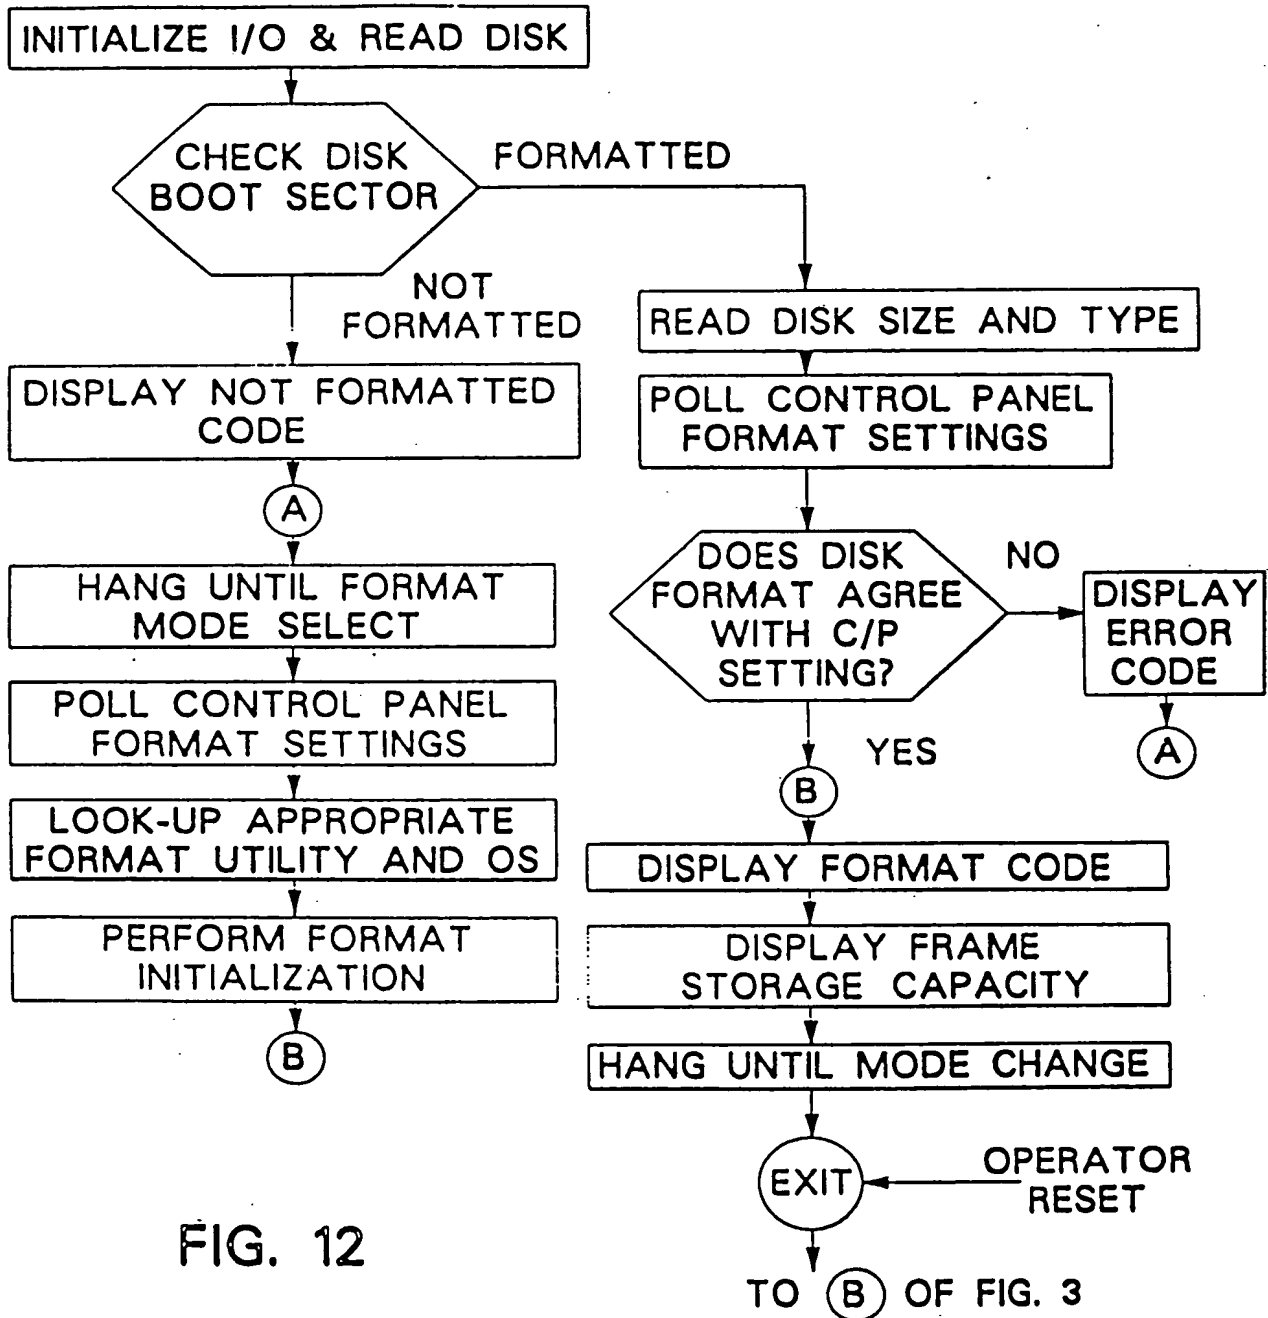 INITIALIZE I/O & READ DISK
CHECK DISK
BOOT SECTOR
FORMATTED
NOT
FORMATTED
DISPLAY NOT FORMATTED
CODE
A
HANG UNTIL FORMAT
MODE SELECT
POLL CONTROL PANEL
FORMAT SETTINGS
LOOK-UP APPROPRIATE
FORMAT UTILITY AND OS
PERFORM FORMAT
INITIALIZATION
B
READ DISK SIZE AND TYPE
POLL CONTROL PANEL
FORMAT SETTINGS
DOES DISK
FORMAT AGREE
WITH C/P
SETTING?
NO
DISPLAY
ERROR
CODE
A
YES
B
DISPLAY FORMAT CODE
DISPLAY FRAME
STORAGE CAPACITY
HANG UNTIL MODE CHANGE
EXIT
OPERATOR
RESET
TO B OF FIG. 3
FIG. 12